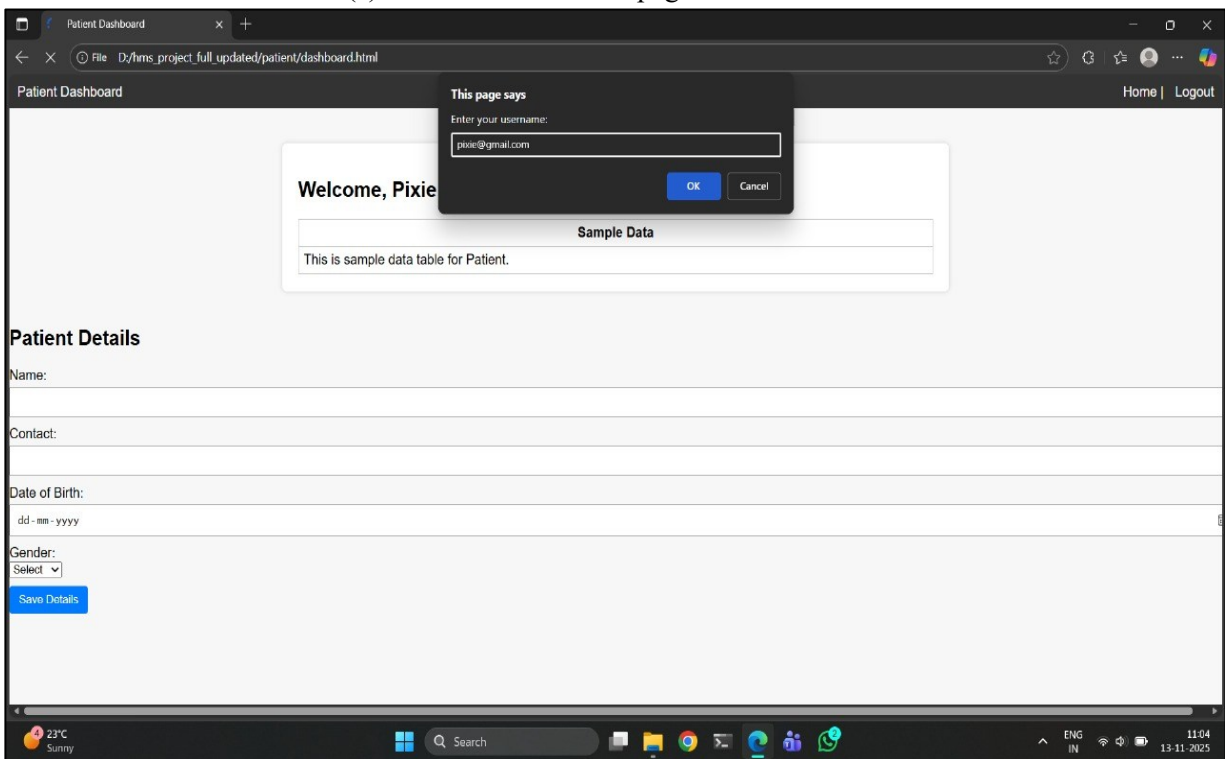 Patient Dashboard
File D:/hms_project_full_updated/patient/dashboard.html
Patient Dashboard
Home | Logout
This page says
Enter your username:
pixie@gmail.com
OK Cancel
Welcome, Pixie
Sample Data
This is sample data table for Patient.
Patient Details
Name:
Contact:
Date of Birth:
dd-mm-yyyy
Gender:
Select
Save Details
4
23°C
Sunny
Search
2
ENG
IN
11:04
13-11-2025